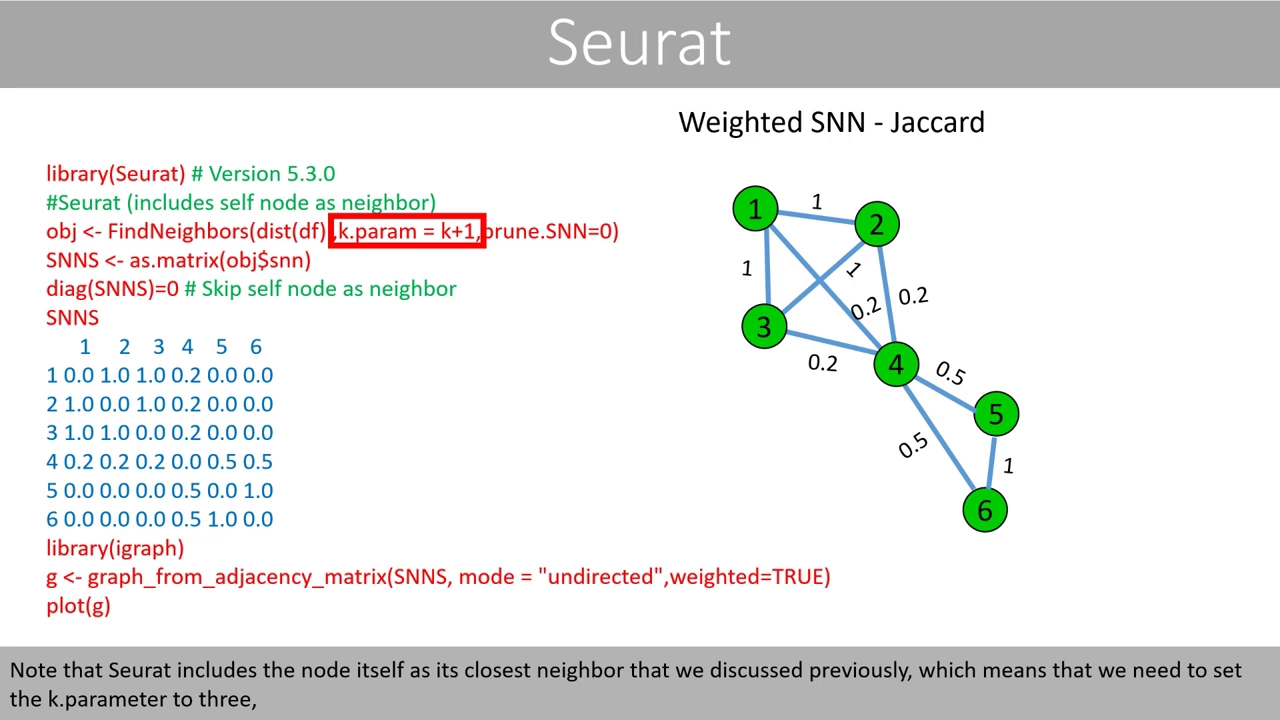 Seurat
Weighted SNN - Jaccard
library(Seurat) # Version 5.3.0
#Seurat (includes self node as neighbor)
obj <- FindNeighbors(dist(df),k.param = k+1,prune.SNN=0)
SNNS <- as.matrix(obj$snn)
diag(SNNS)=0 # Skip self node as neighbor
SNNS
1 2 3 4 5 6
1 0.0 1.0 1.0 0.2 0.0 0.0
2 1.0 0.0 1.0 0.2 0.0 0.0
3 1.0 1.0 0.0 0.2 0.0 0.0
4 0.2 0.2 0.2 0.0 0.5 0.5
5 0.0 0.0 0.0 0.5 0.0 1.0
6 0.0 0.0 0.0 0.5 1.0 0.0
library(igraph)
g <- graph_from_adjacency_matrix(SNNS, mode = "undirected",weighted=TRUE)
plot(g)
1
1
2
1
1
0.2
0.2
3
0.2
4
0.5
0.5
5
1
6
Note that Seurat includes the node itself as its closest neighbor that we discussed previously, which means that we need to set
the k.parameter to three,